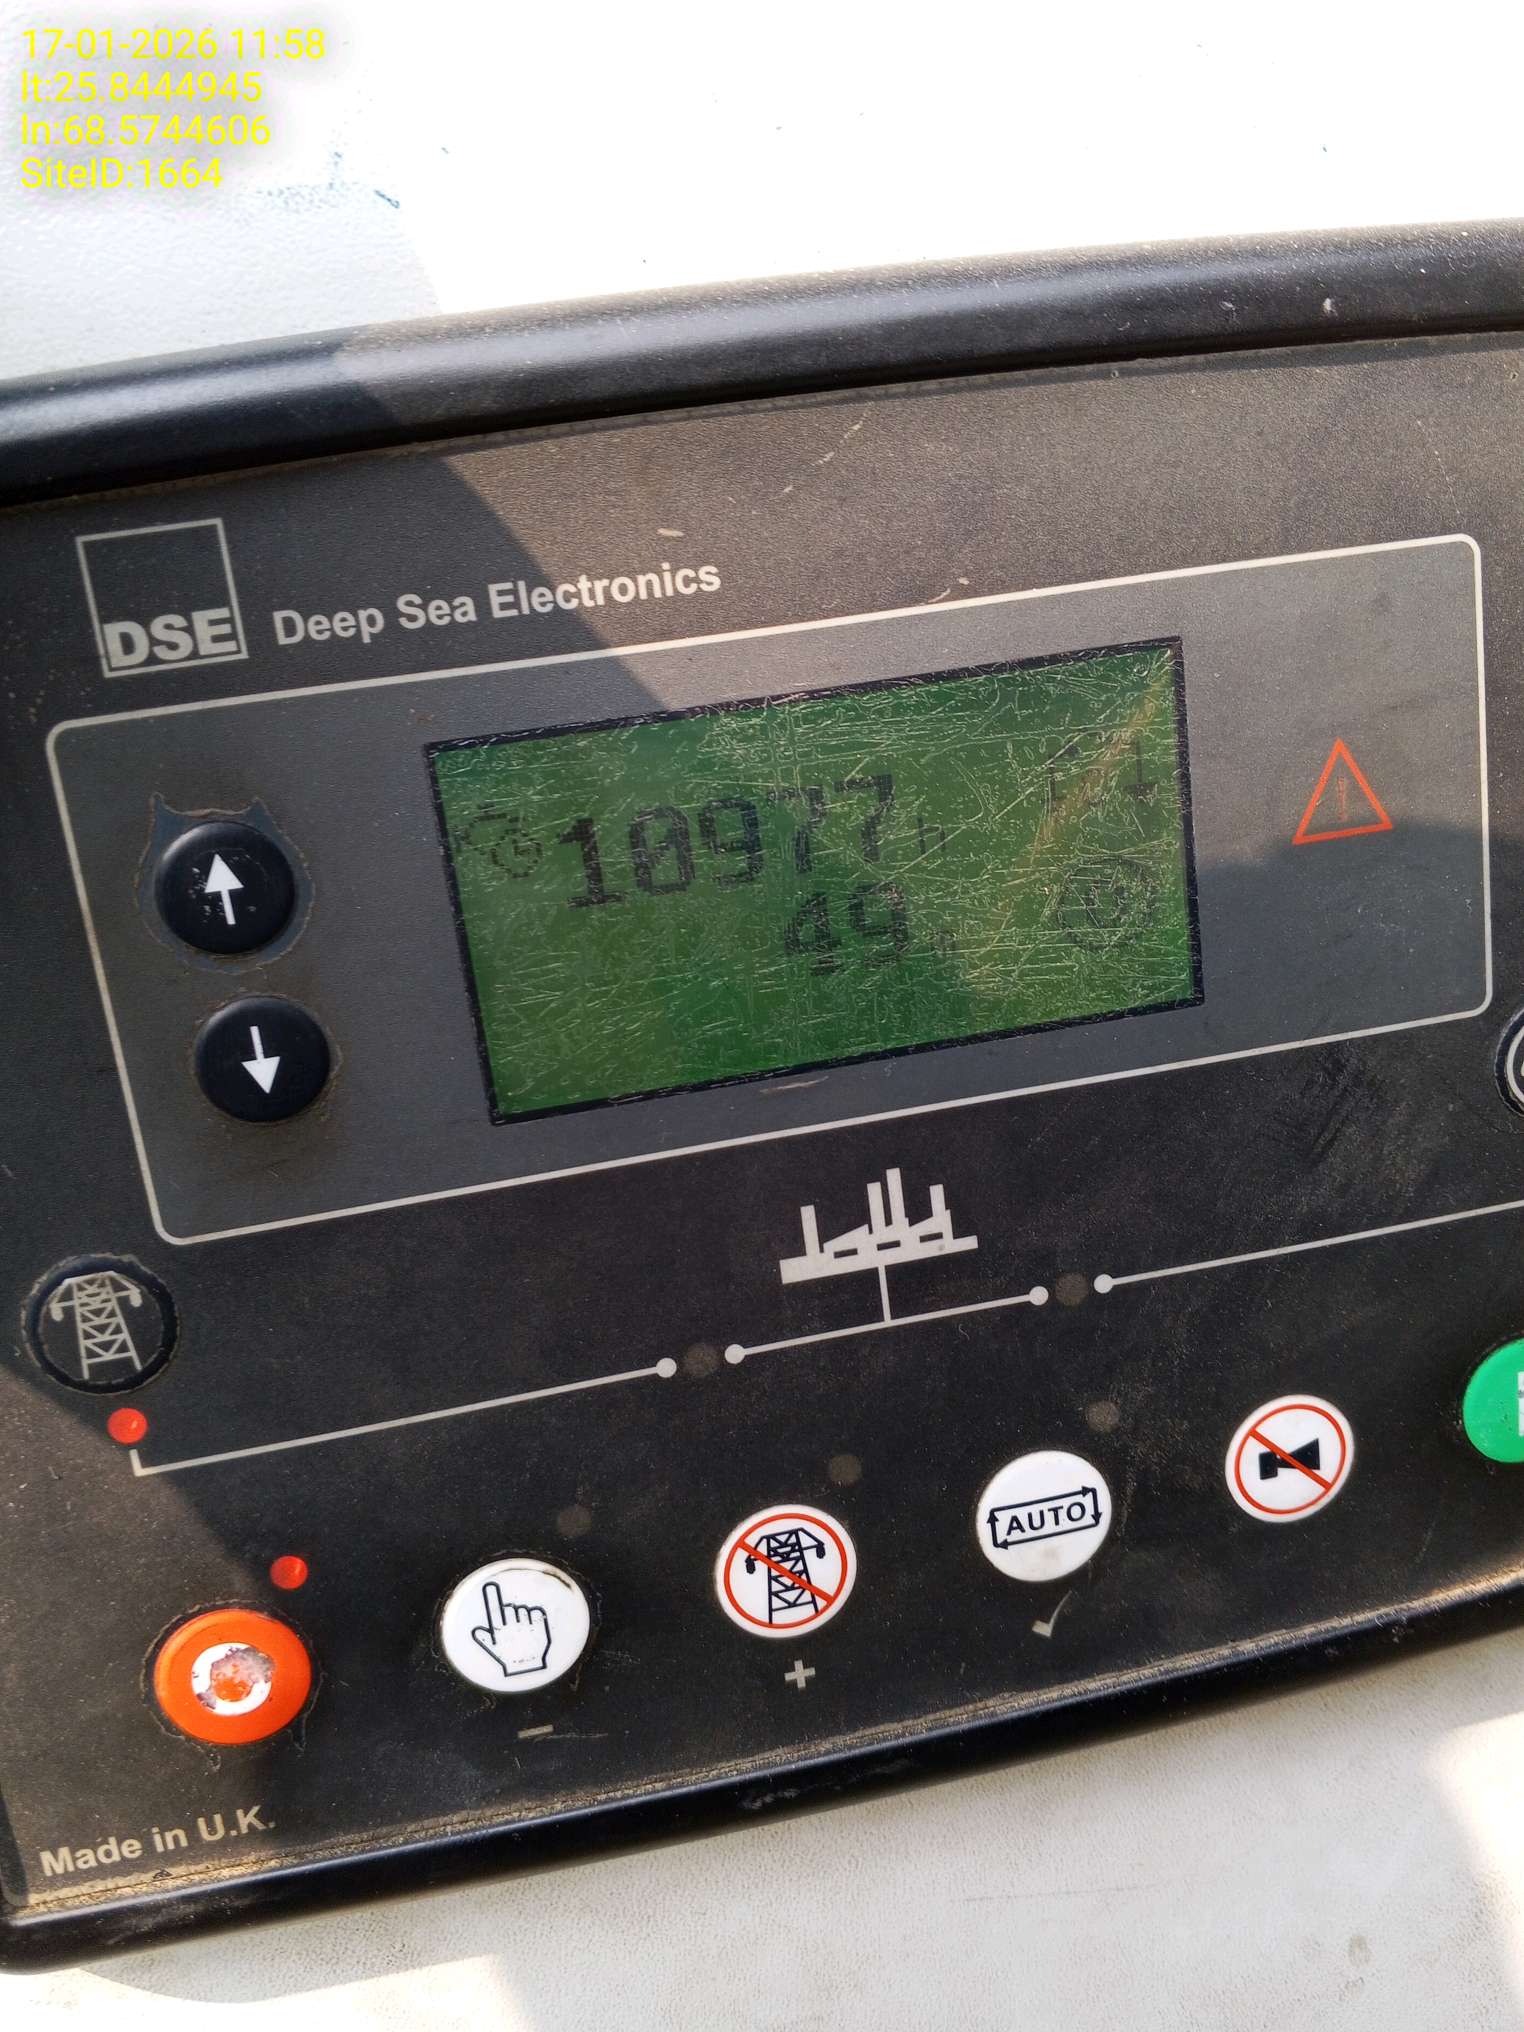 17-01-2026 11:58
lt:25.8444945
ln:68.5744606
SiteID:1664
DSE
Deep Sea Electronics
10977 h
49
AUTO
+
-
Made in U.K.